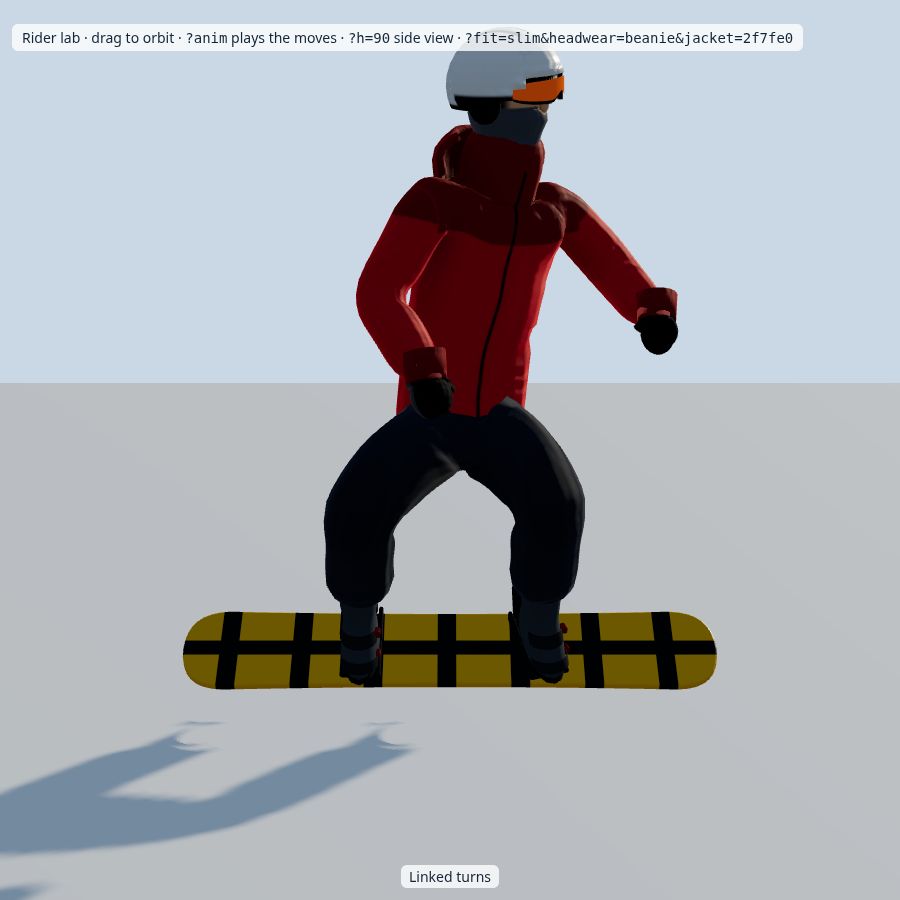 Rider lab · drag to orbit · ?anim plays the moves · ?h=90 side view · ?fit=slim&headwear=beanie&jacket=2f7fe0
Linked turns